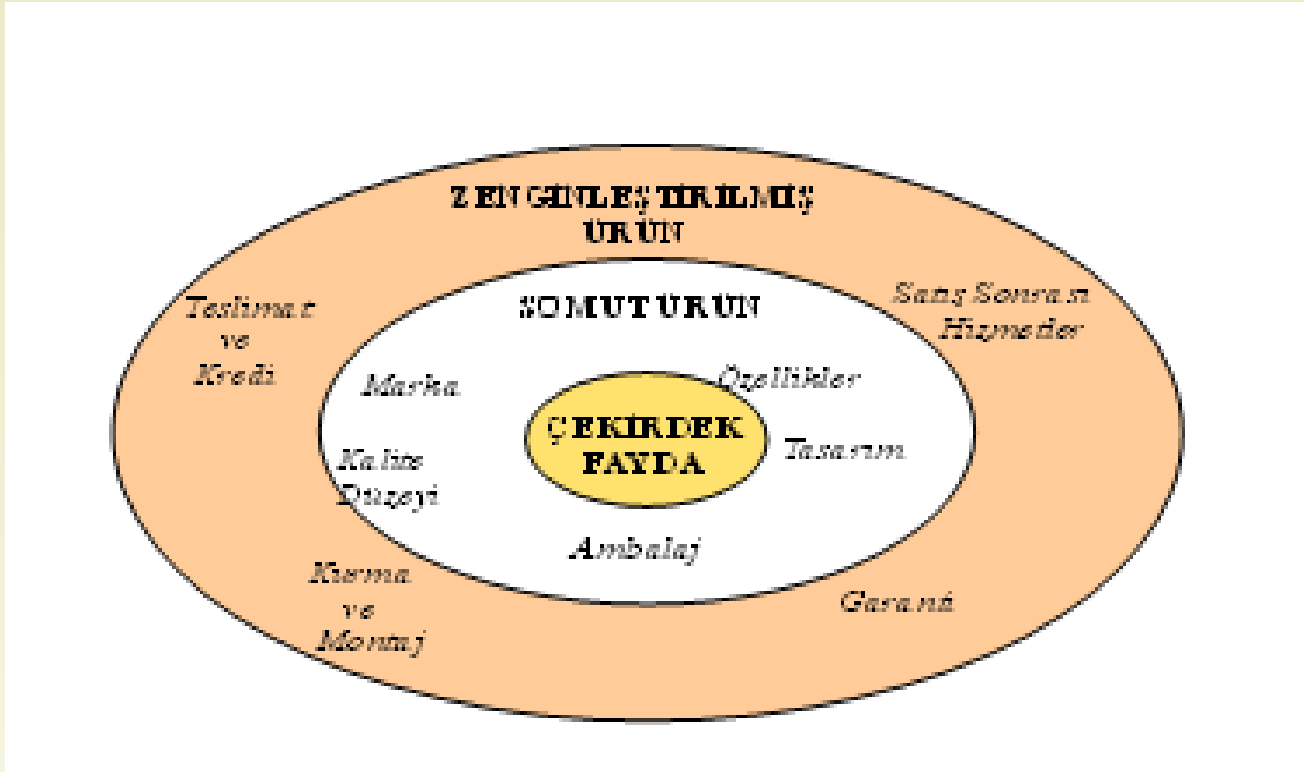 ZENGİNLEŞTİRİLMİŞ
ÜRÜN
Teslimat
ve
Kredi
Satış Sonrası
Hizmetler
SOMUT ÜRÜN
Marka
Özellikler
ÇEKİRDEK
FAYDA
Kalite
Düzeyi
Tasarım
Ambalaj
Kurma
ve
Montaj
Garanti